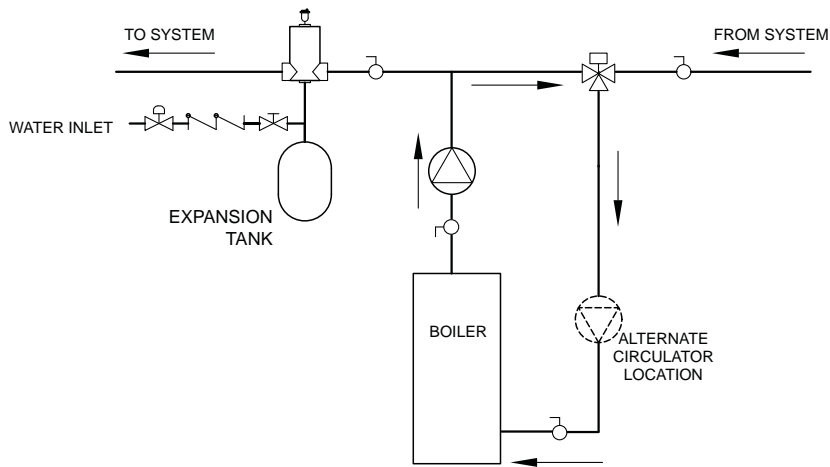 TO SYSTEM
FROM SYSTEM
WATER INLET
EXPANSION
TANK
BOILER
ALTERNATE
CIRCULATOR
LOCATION